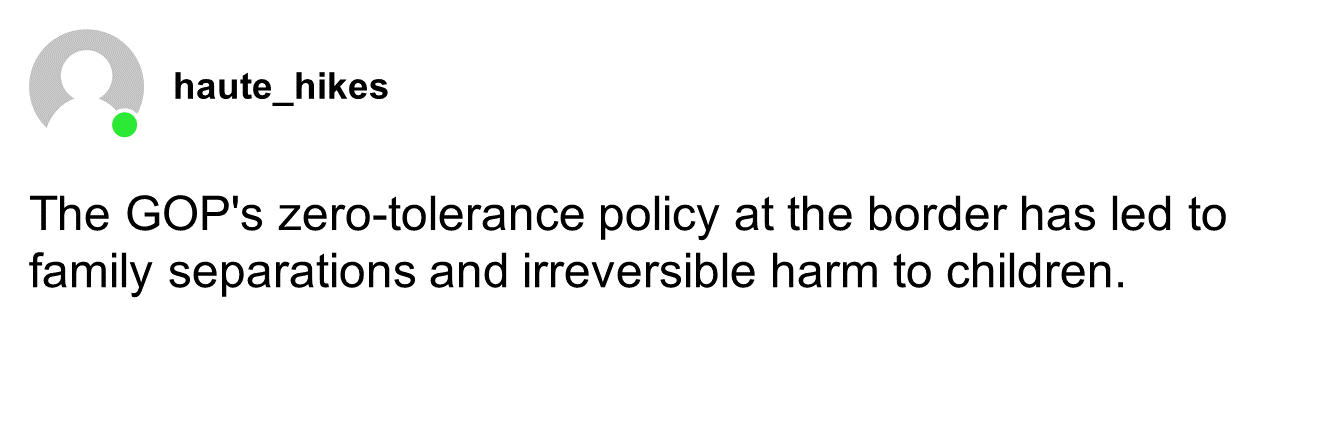 haute_hikes
The GOP's zero-tolerance policy at the border has led to
family separations and irreversible harm to children.